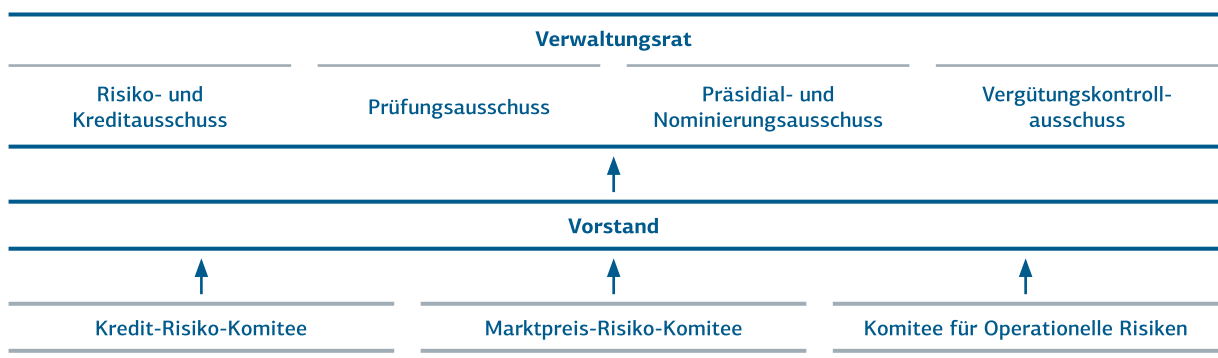 Verwaltungsrat
Risiko- und
Kreditausschuss
Prüfungsausschuss
Präsidial- und
Nominierungsausschuss
Vergütungskontroll-
ausschuss
Vorstand
Kredit-Risiko-Komitee
Marktpreis-Risiko-Komitee
Komitee für Operationelle Risiken